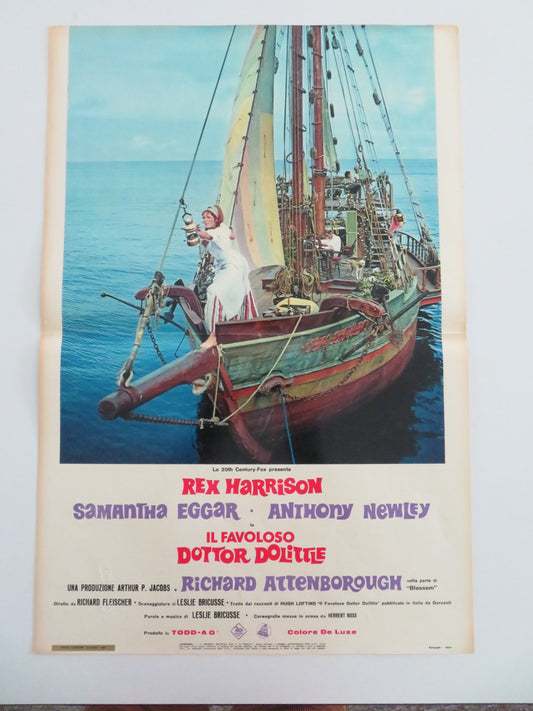 La 20th Century-Fox presenta
REX HARRISON
SAMANTHA EGGAR · ANTHONY NEWLEY
in
IL FAVOLOSO
DOTTOR DOLITTLE
UNA PRODUZIONE ARTHUR P. JACOBS e RICHARD ATTENBOROUGH nella parte di "Blossom"
Diretto da RICHARD FLEISCHER · Sceneggiatura di LESLIE BRICUSSE · Tratto dai racconti di HUGH LOFTING "Il Favoloso Dottor Dolittle" pubblicato in Italia da Garzanti
Parole e musica di LESLIE BRICUSSE · Coreografie messe in scena da HERBERT ROSS
Prodotto in TODD-AO Colore De Luxe